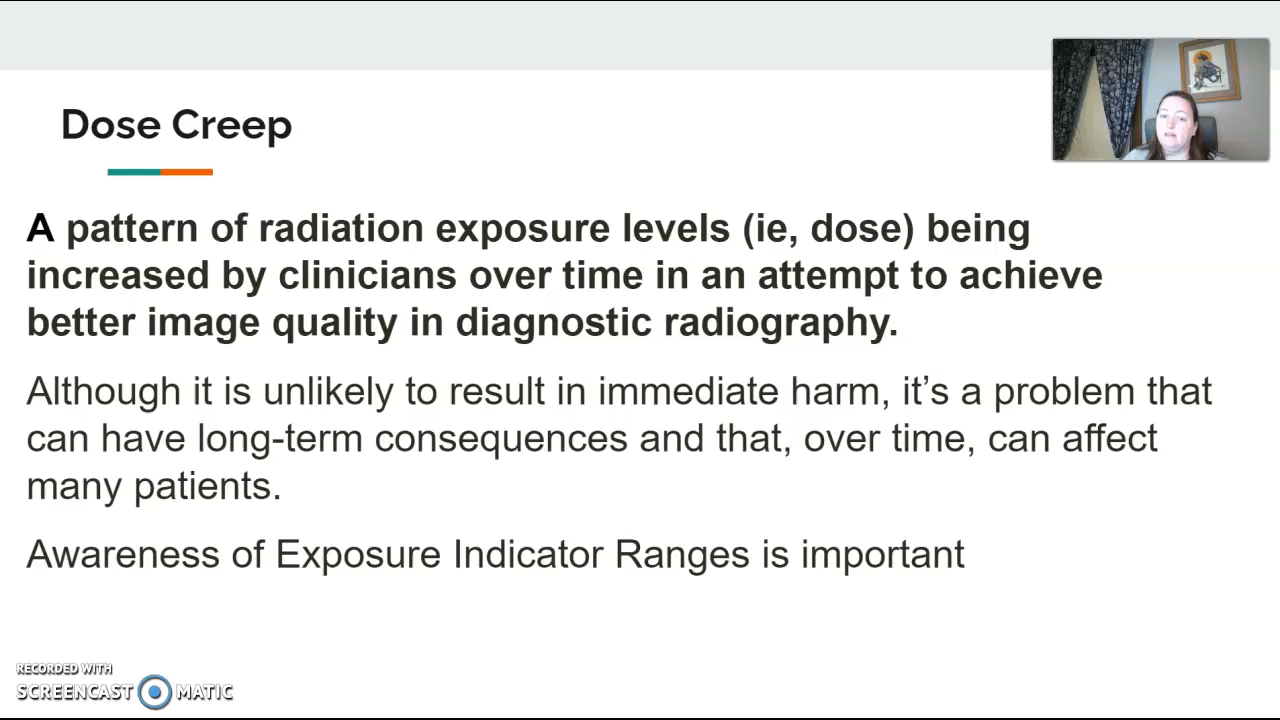 Dose Creep
A pattern of radiation exposure levels (ie, dose) being
increased by clinicians over time in an attempt to achieve
better image quality in diagnostic radiography.
Although it is unlikely to result in immediate harm, it’s a problem that
can have long-term consequences and that, over time, can affect
many patients.
Awareness of Exposure Indicator Ranges is important
RECORDED WITH
SCREENCAST MATIC